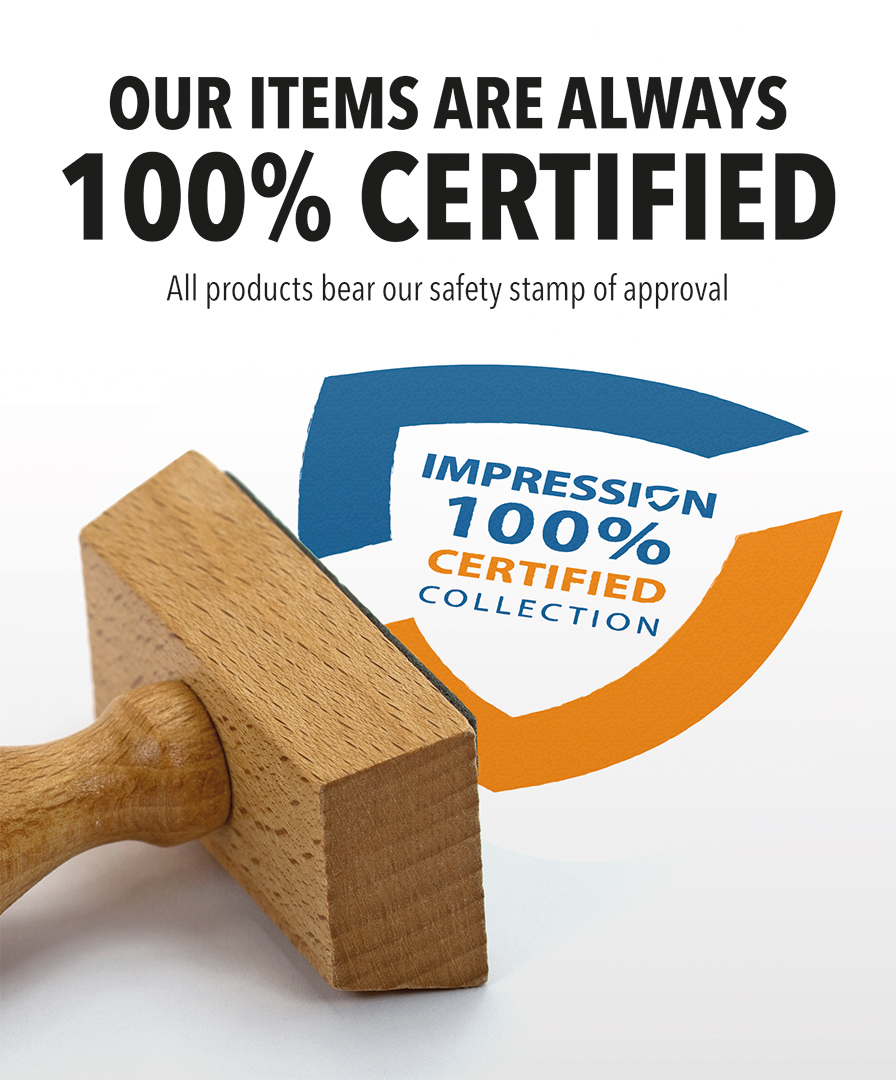 OUR ITEMS ARE ALWAYS
100% CERTIFIED
All products bear our safety stamp of approval
IMPRESSION
100%
CERTIFIED
COLLECTION